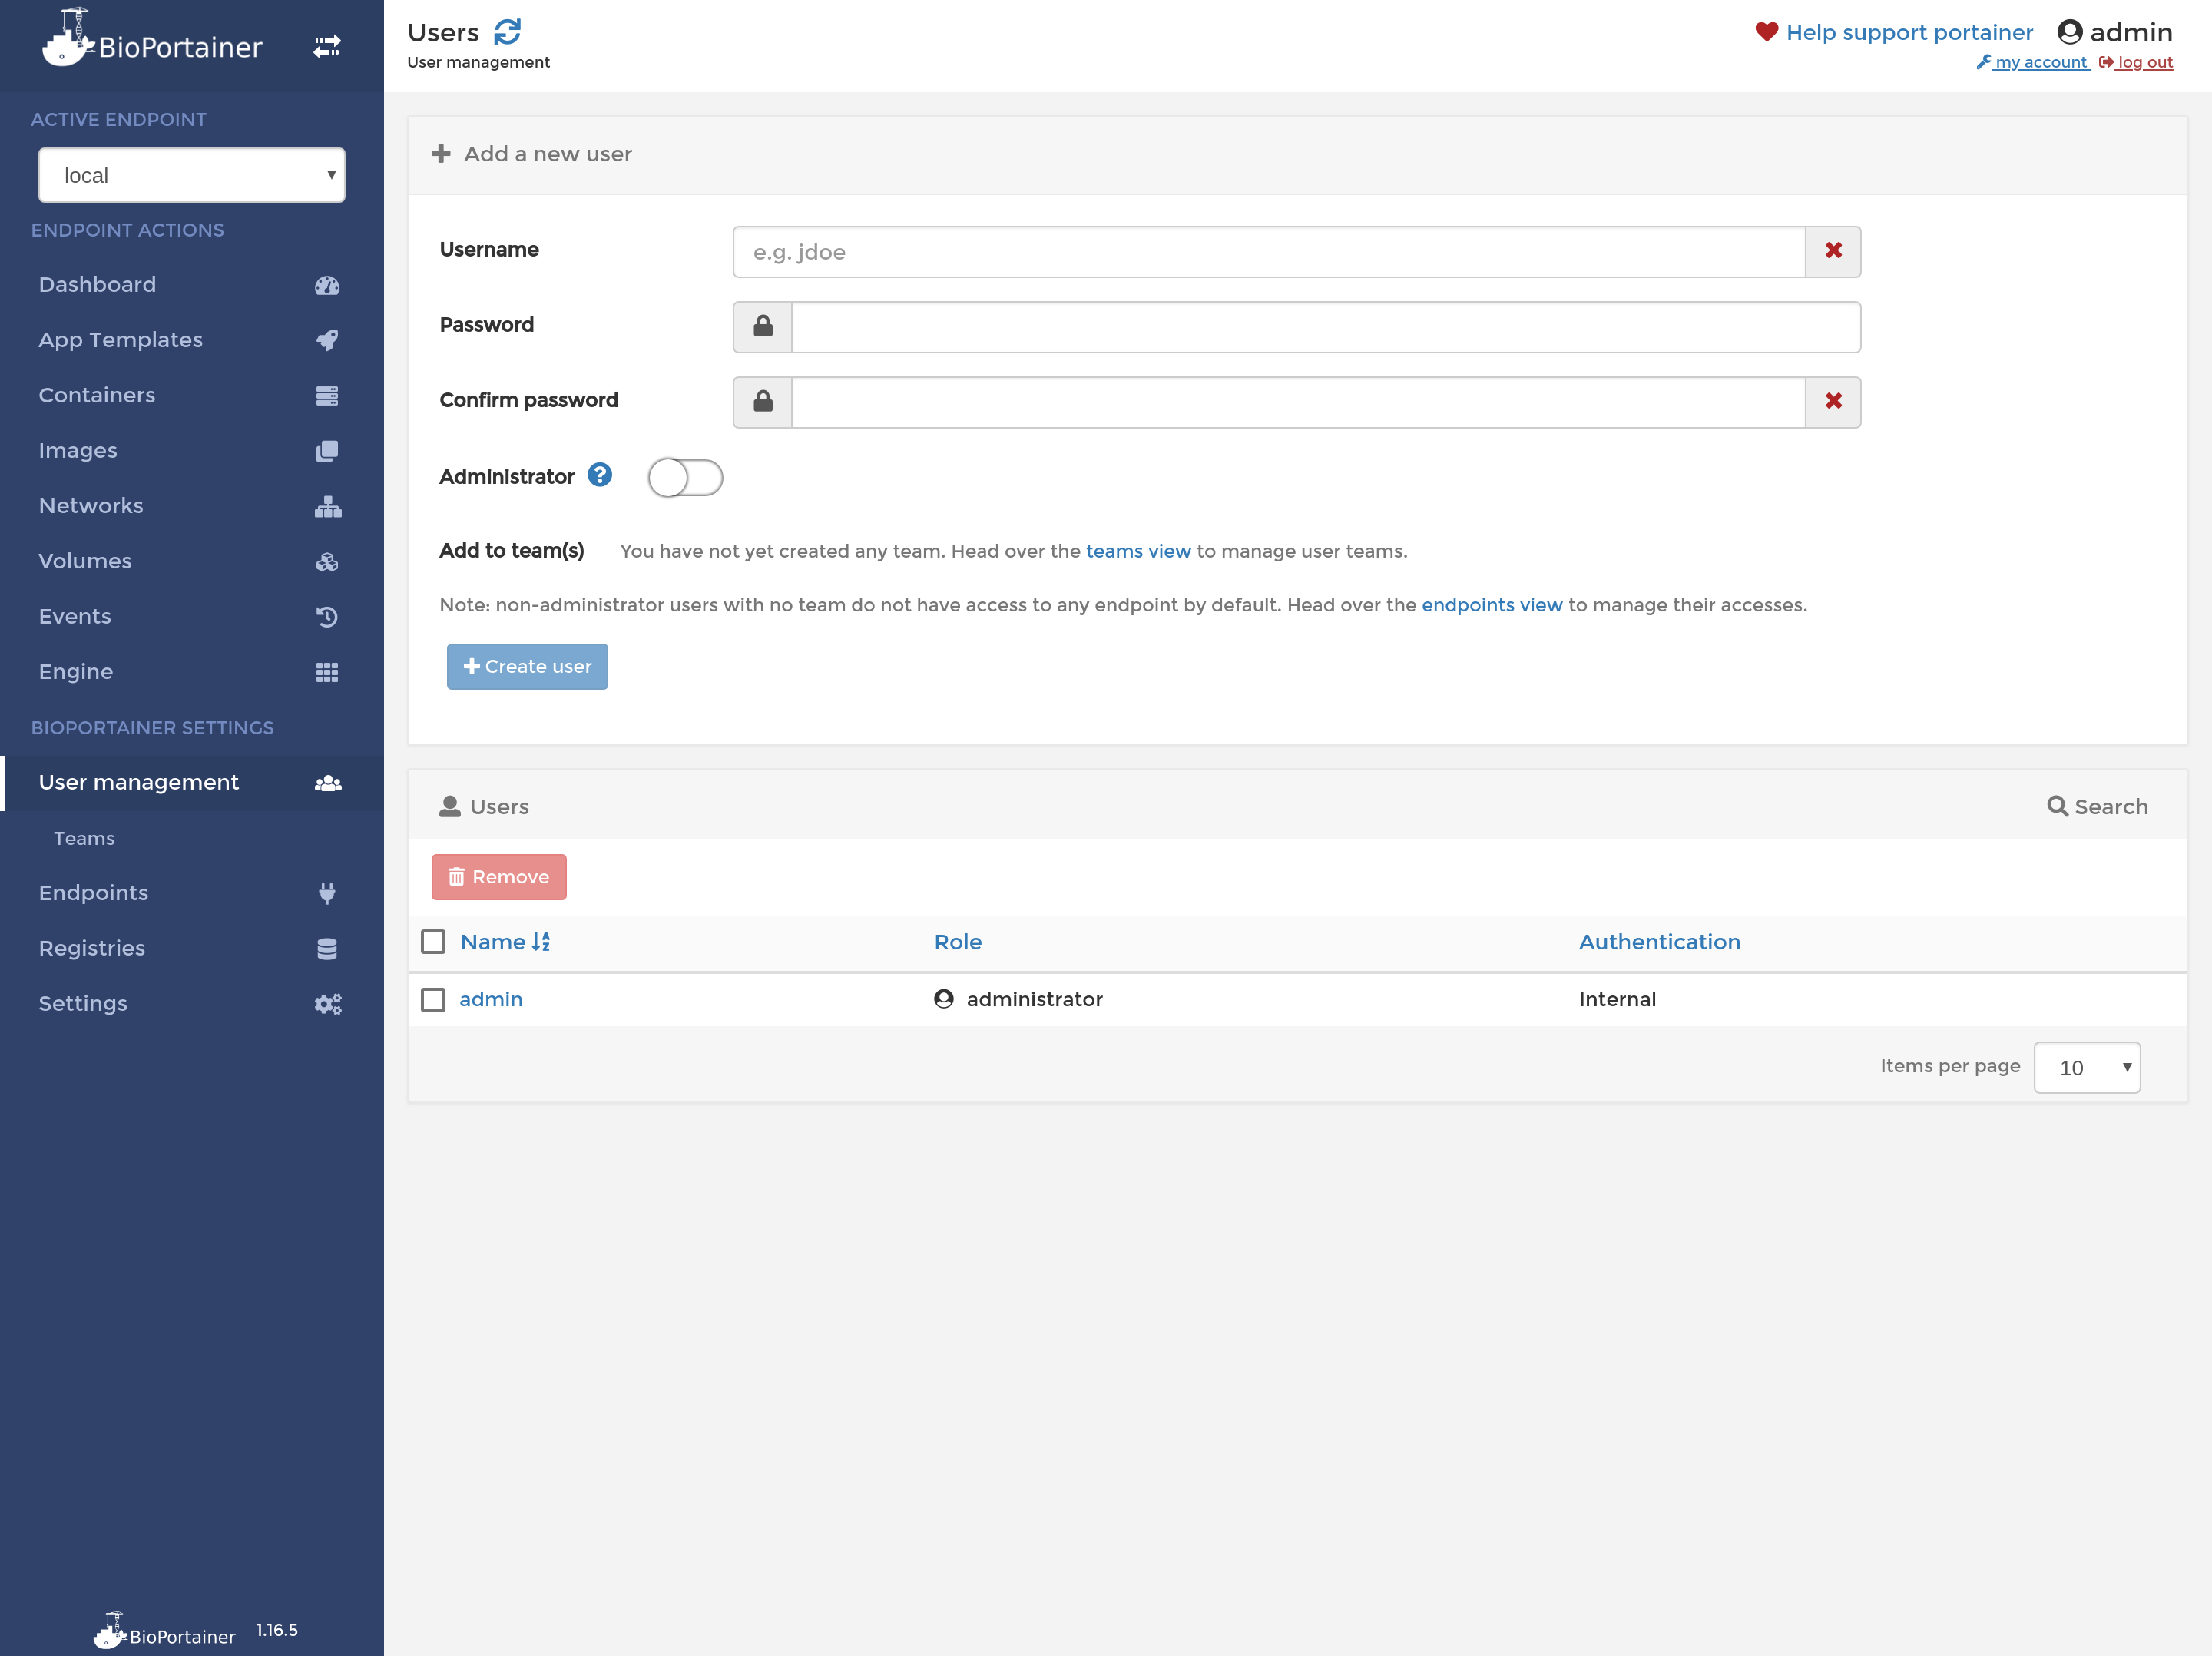 BioPortainer
ACTIVE ENDPOINT
local
ENDPOINT ACTIONS
Dashboard
App Templates
Containers
Images
Networks
Volumes
Events
Engine
BIOPORTAINER SETTINGS
User management
Teams
Endpoints
Registries
Settings
BioPortainer 1.16.5
Users
User management
Help support portainer admin
my account log out
Add a new user
Username e.g. jdoe
Password
Confirm password
Administrator ?
Add to team(s) You have not yet created any team. Head over the teams view to manage user teams.
Note: non-administrator users with no team do not have access to any endpoint by default. Head over the endpoints view to manage their accesses.
Create user
Users Search
Remove
Name Role Authentication
admin administrator Internal
Items per page 10